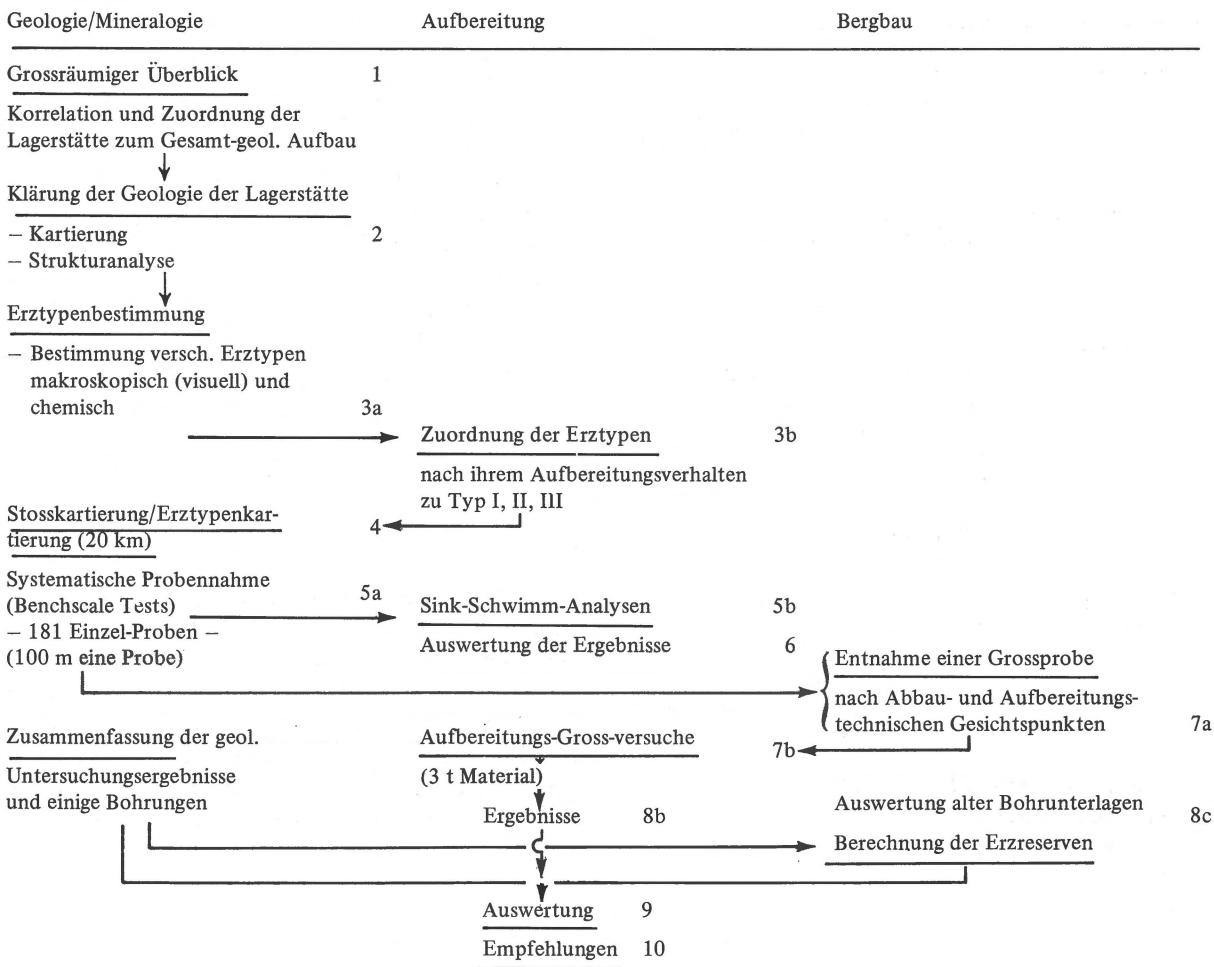 Geologie/Mineralogie Aufbereitung Bergbau
Grossräumiger Überblick 1
Korrelation und Zuordnung der
Lagerstätte zum Gesamt-geol. Aufbau
Klärung der Geologie der Lagerstätte
– Kartierung 2
– Strukturanalyse
Erztypenbestimmung
– Bestimmung versch. Erztypen
makroskopisch (visuell) und
chemisch 3a
Zuordnung der Erztypen 3b
nach ihrem Aufbereitungsverhalten
zu Typ I, II, III
Stosskartierung/Erztypenkar-
tierung (20 km) 4
Systematische Probennahme
(Benchscale Tests) 5a Sink-Schwimm-Analysen 5b
– 181 Einzel-Proben –
(100 m eine Probe)
Auswertung der Ergebnisse 6
Entnahme einer Grossprobe
nach Abbau- und Aufbereitungs-
technischen Gesichtspunkten 7a
Zusammenfassung der geol. Aufbereitungs-Gross-versuche 7b
Untersuchungsergebnisse (3 t Material)
und einige Bohrungen
Ergebnisse 8b
Auswertung alter Bohrunterlagen 8c
Berechnung der Erzreserven
Auswertung 9
Empfehlungen 10